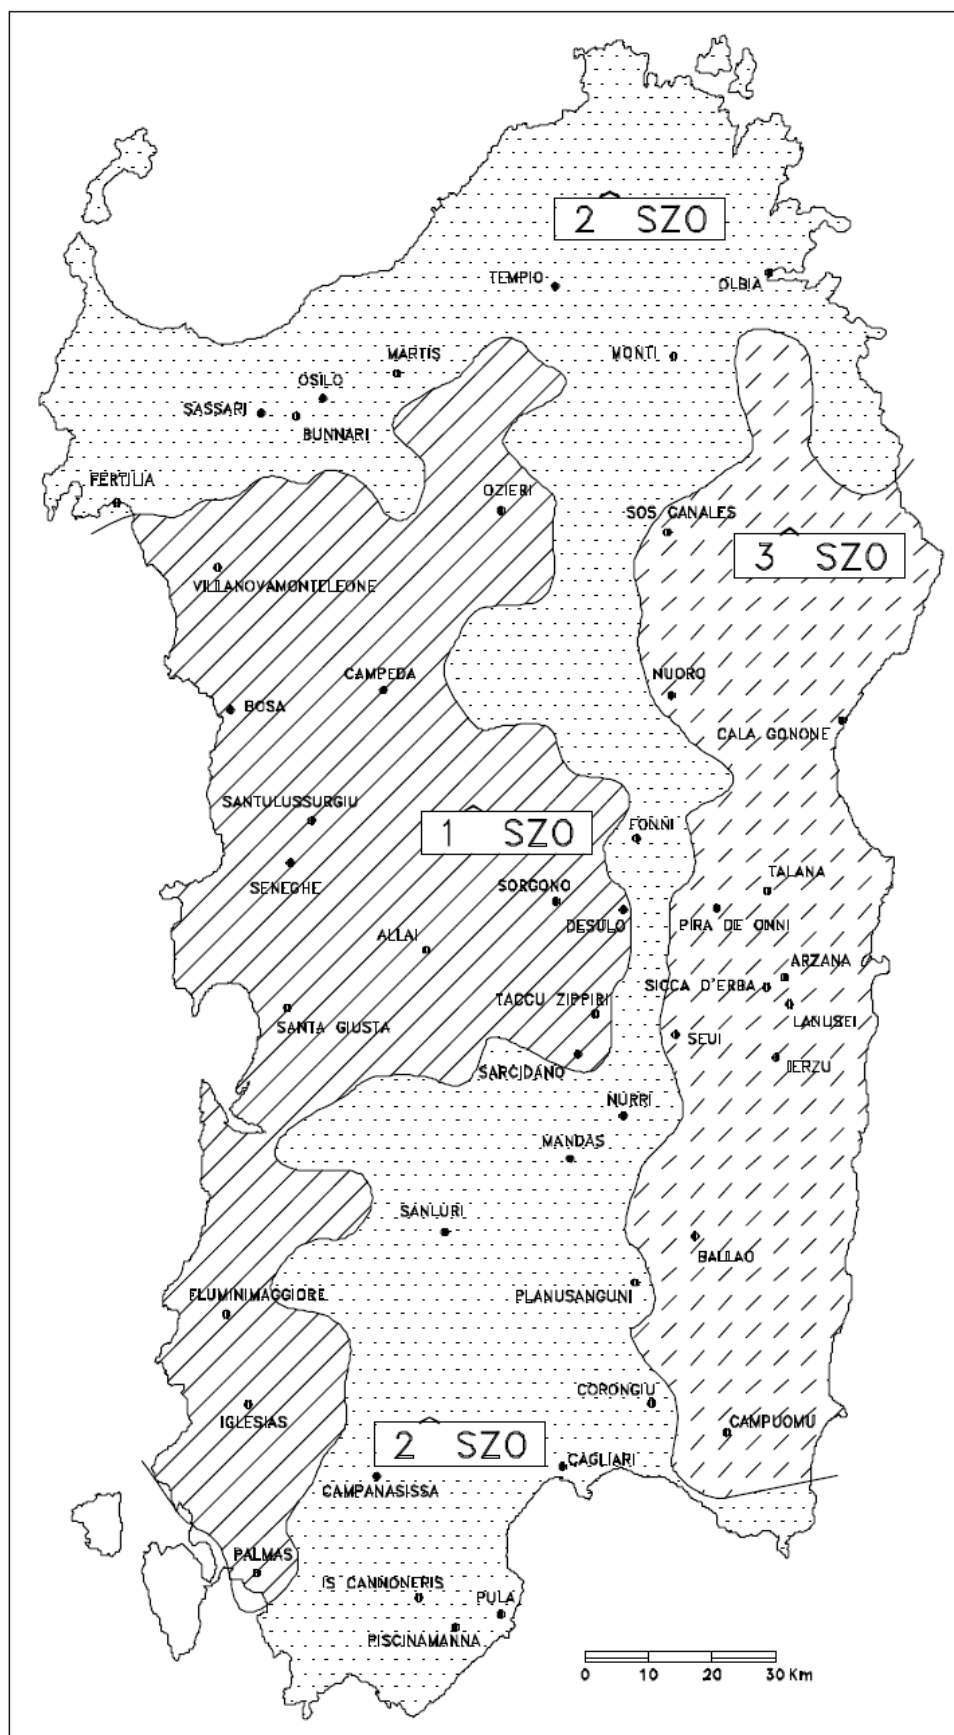 2^ SZO
TEMPIO
OLBIA
MARTIS
MONTI
OSILO
SASSARI
BUNNARI
FERTILIA
OZIERI
SOS CANALES
3^ SZO
VILLANOVAMONTELEONE
CAMPEDA
NUORO
BOSA
CALA GONONE
SANTULUSSURGIU
1^ SZO
FONNI
SENEGHE
SORGONO
TALANA
DESULO
PIRA DE ONNI
ALLAI
ARZANA
SICCA D'ERBA
TACCU ZIPPIRI
SANTA GIUSTA
LANUSEI
SEUI
SARCIDANO
IERZU
NURRI
MANDAS
SANLURI
BALLAO
FLUMINIMAGGIORE
PLANUSANGUNI
CORONGIU
IGLESIAS
CAMPUOMU
2^ SZO
CAGLIARI
CAMPANASISSA
PALMAS
IS CANNONERIS
PULA
PISCINAMANNA
0 10 20 30 Km